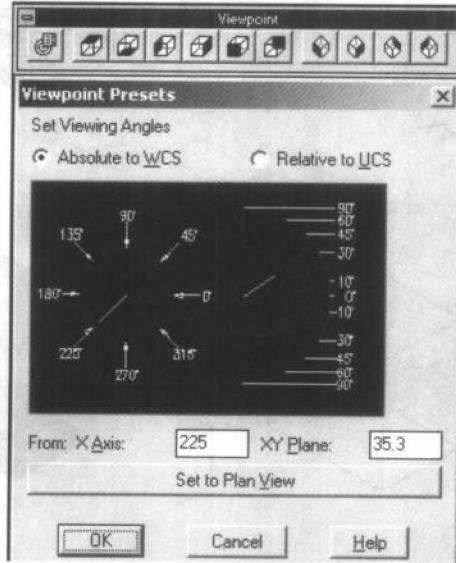 Viewpoint
Viewpoint Presets
Set Viewing Angles
Absolute to WCS
Relative to UCS
90°
135°
45°
180°
0°
225°
315°
270°
90°
60°
45°
30°
10°
0°
-10°
-30°
-45°
-60°
-90°
From: X Axis: 225 XY Plane: 35.3
Set to Plan View
OK Cancel Help